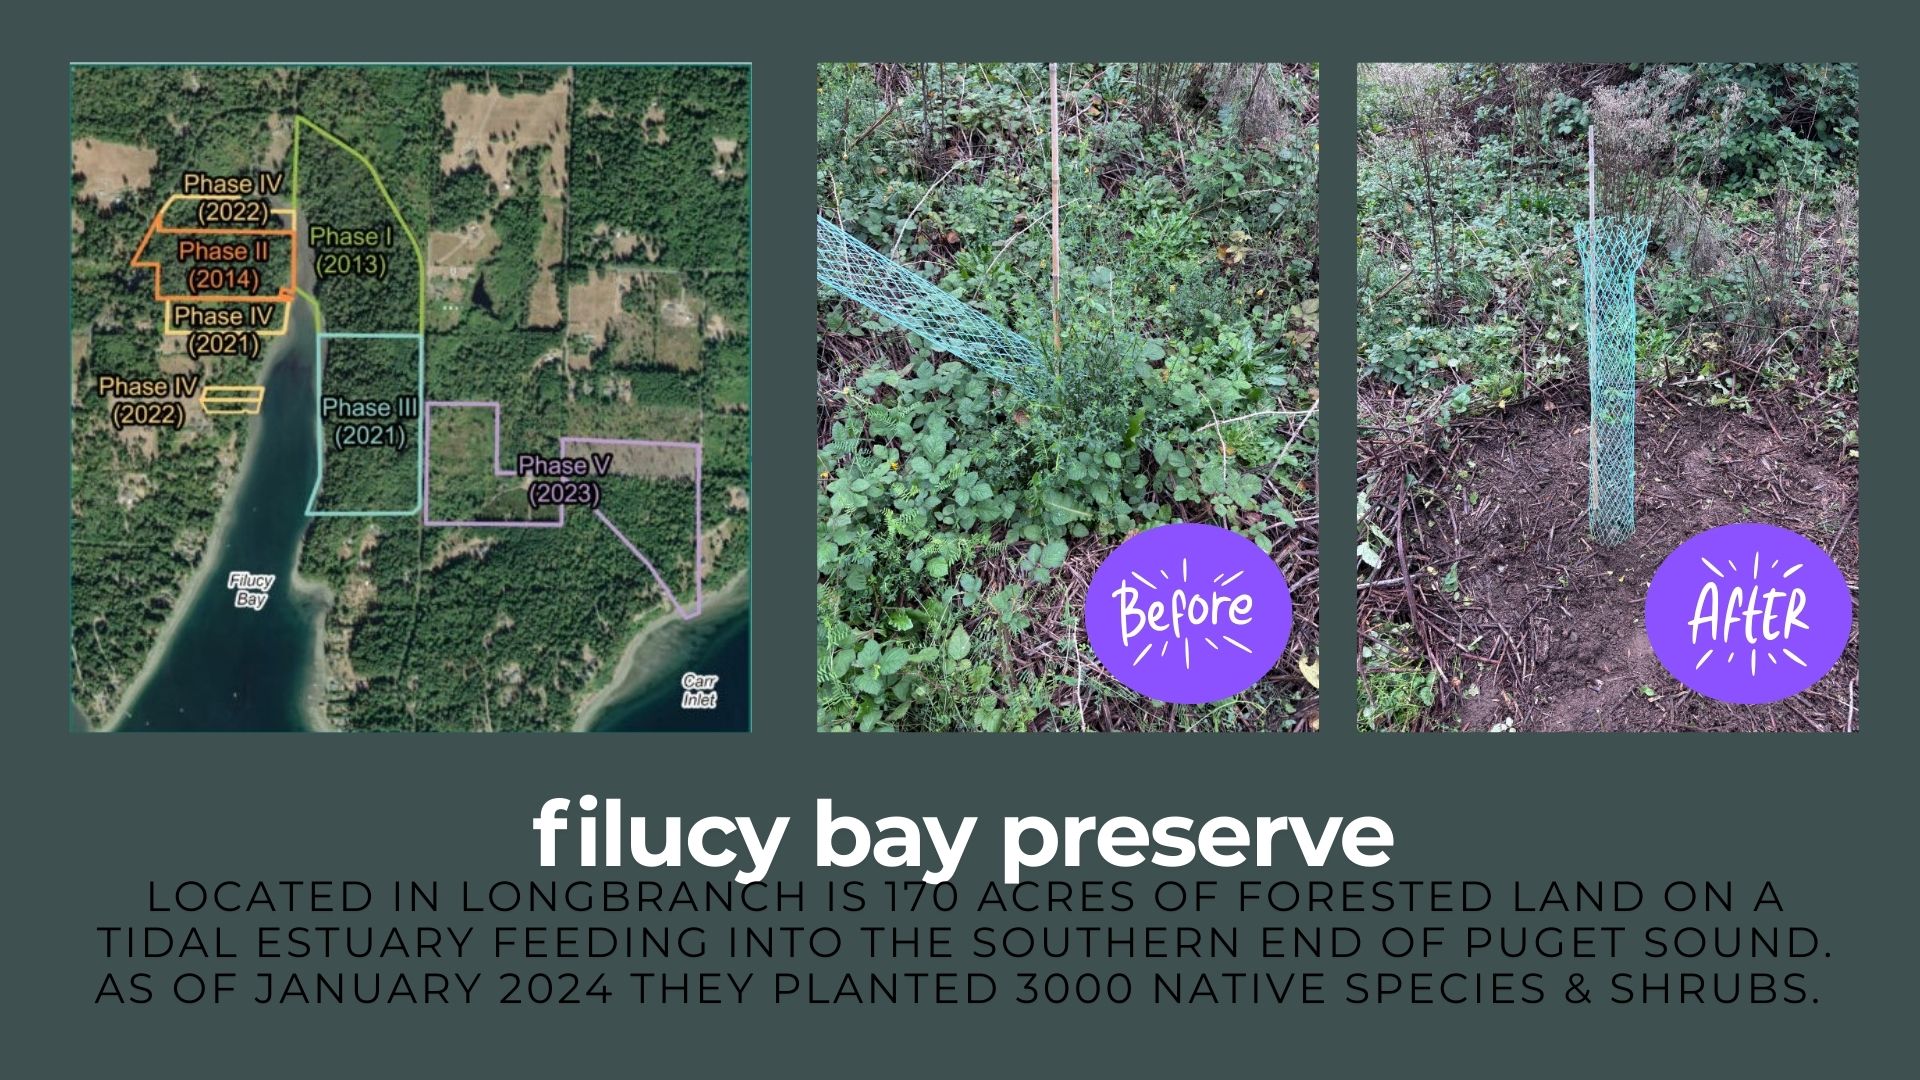 Phase IV
(2022)
Phase I
(2013)
Phase II
(2014)
Phase IV
(2021)
Phase IV
(2022)
Phase III
(2021)
Phase V
(2023)
Filucy
Bay
Carr
Inlet
Before
AfTER
filucy bay preserve
LOCATED IN LONGBRANCH IS 170 ACRES OF FORESTED LAND ON A
TIDAL ESTUARY FEEDING INTO THE SOUTHERN END OF PUGET SOUND.
AS OF JANUARY 2024 THEY PLANTED 3000 NATIVE SPECIES & SHRUBS.